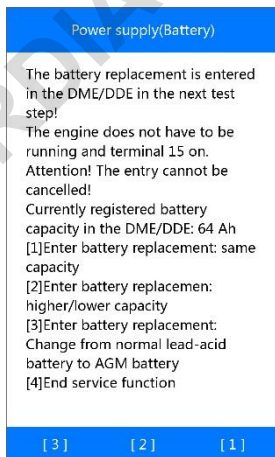 Power supply(Battery)
The battery replacement is entered
in the DME/DDE in the next test
step!
The engine does not have to be
running and terminal 15 on.
Attention! The entry cannot be
cancelled!
Currently registered battery
capacity in the DME/DDE: 64 Ah
[1]Enter battery replacement: same
capacity
[2]Enter battery replacemen:
higher/lower capacity
[3]Enter battery replacement:
Change from normal lead-acid
battery to AGM battery
[4]End service function
[ 3 ] [ 2 ] [ 1 ]